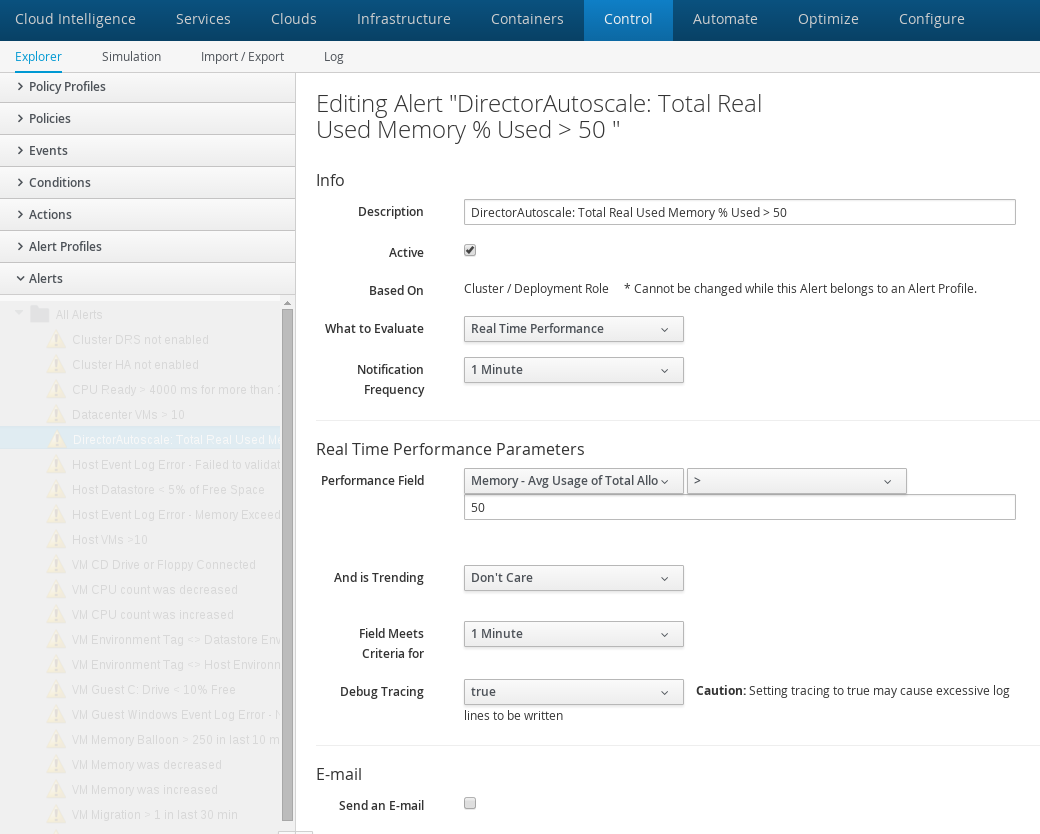 Cloud Intelligence Services Clouds Infrastructure Containers Control Automate Optimize Configure
Explorer Simulation Import / Export Log
Policy Profiles
Policies
Events
Conditions
Actions
Alert Profiles
Alerts
All Alerts
Cluster DRS not enabled
Cluster HA not enabled
CPU Ready > 4000 ms for more than
Datacenter VMs > 10
DirectorAutoscale: Total Real Used
Host Event Log Error - Failed to validat
Host Datastore < 5% of Free Space
Host Event Log Error - Memory Exceed
Host VMs >10
VM CD Drive or Floppy Connected
VM CPU count was decreased
VM CPU count was increased
VM Environment Tag <> Datastore Env
VM Environment Tag <> Host Environn
VM Guest C: Drive < 10% Free
VM Guest Windows Event Log Error -
VM Memory Balloon > 250 in last 10 m
VM Memory was decreased
VM Memory was increased
VM Migration > 1 in last 30 min
Editing Alert "DirectorAutoscale: Total Real
Used Memory % Used > 50 "
Info
Description DirectorAutoscale: Total Real Used Memory % Used > 50
Active
Based On Cluster / Deployment Role * Cannot be changed while this Alert belongs to an Alert Profile.
What to Evaluate Real Time Performance
Notification
Frequency 1 Minute
Real Time Performance Parameters
Performance Field Memory - Avg Usage of Total Allo >
50
And is Trending Don't Care
Field Meets
Criteria for 1 Minute
Debug Tracing true Caution: Setting tracing to true may cause excessive log
lines to be written
E-mail
Send an E-mail